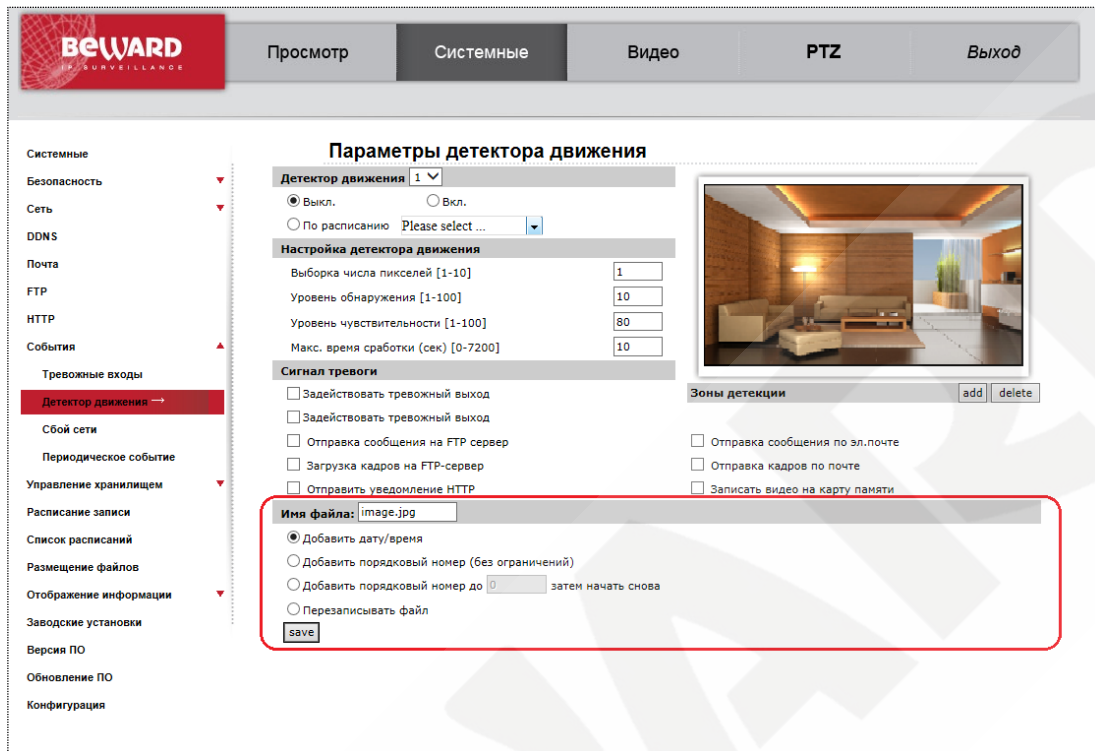 BEWARD
IP SURVEILLANCE
Просмотр
Системные
Видео
PTZ
Выход
Системные
Безопасность
Сеть
DDNS
Почта
FTP
HTTP
События
Тревожные входы
Детектор движения →
Сбой сети
Периодическое событие
Управление хранилищем
Расписание записи
Список расписаний
Размещение файлов
Отображение информации
Заводские установки
Версия ПО
Обновление ПО
Конфигурация
Параметры детектора движения
Детектор движения 1
Выкл. Вкл.
По расписанию Please select ...
Настройка детектора движения
Выборка числа пикселей [1-10] 1
Уровень обнаружения [1-100] 10
Уровень чувствительности [1-100] 80
Макс. время сработки (сек) [0-7200] 10
Сигнал тревоги
Зоны детекции add delete
Задействовать тревожный выход
Задействовать тревожный выход
Отправка сообщения на FTP сервер Отправка сообщения по эл.почте
Загрузка кадров на FTP-сервер Отправка кадров по почте
Отправить уведомление HTTP Записать видео на карту памяти
Имя файла: image.jpg
Добавить дату/время
Добавить порядковый номер (без ограничений)
Добавить порядковый номер до 0 затем начать снова
Перезаписывать файл
save